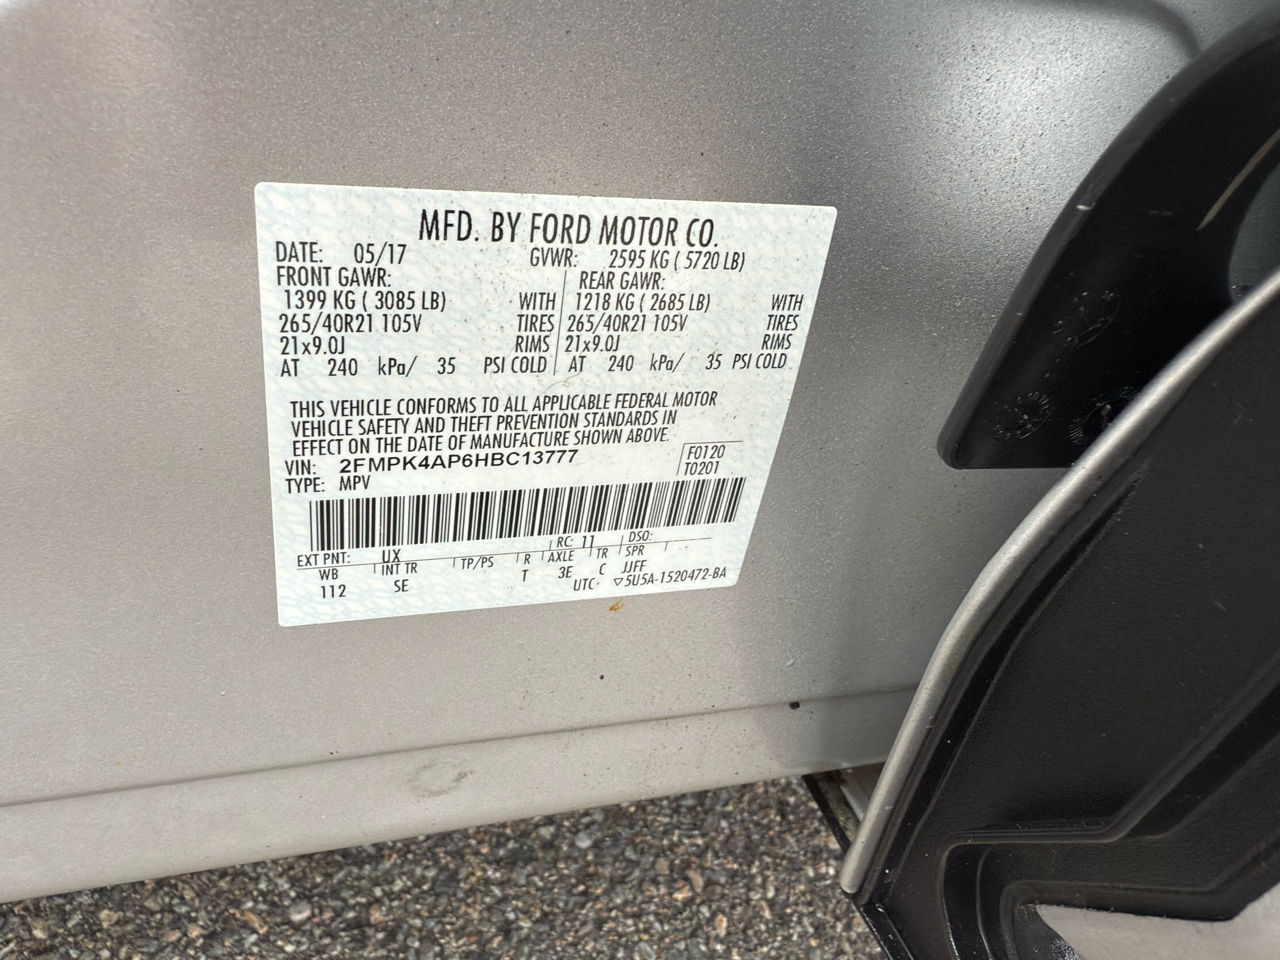 MFD. BY FORD MOTOR CO.
DATE: 05/17 GVWR: 2595 KG ( 5720 LB)
FRONT GAWR: REAR GAWR:
1399 KG ( 3085 LB) WITH 1218 KG ( 2685 LB) WITH
265/40R21 105V TIRES 265/40R21 105V TIRES
21x9.0J RIMS 21x9.0J RIMS
AT 240 kPa/ 35 PSI COLD AT 240 kPa/ 35 PSI COLD
THIS VEHICLE CONFORMS TO ALL APPLICABLE FEDERAL MOTOR
VEHICLE SAFETY AND THEFT PREVENTION STANDARDS IN
EFFECT ON THE DATE OF MANUFACTURE SHOWN ABOVE.
VIN: 2FMPK4AP6HBC13777 F0120
TYPE: MPV T0201
EXT PNT: UX RC: 11 DSO:
WB INT TR TP/PS R AXLE TR SPR
112 SE T 3E C JJFF
UTC ▽5U5A-1520472-BA